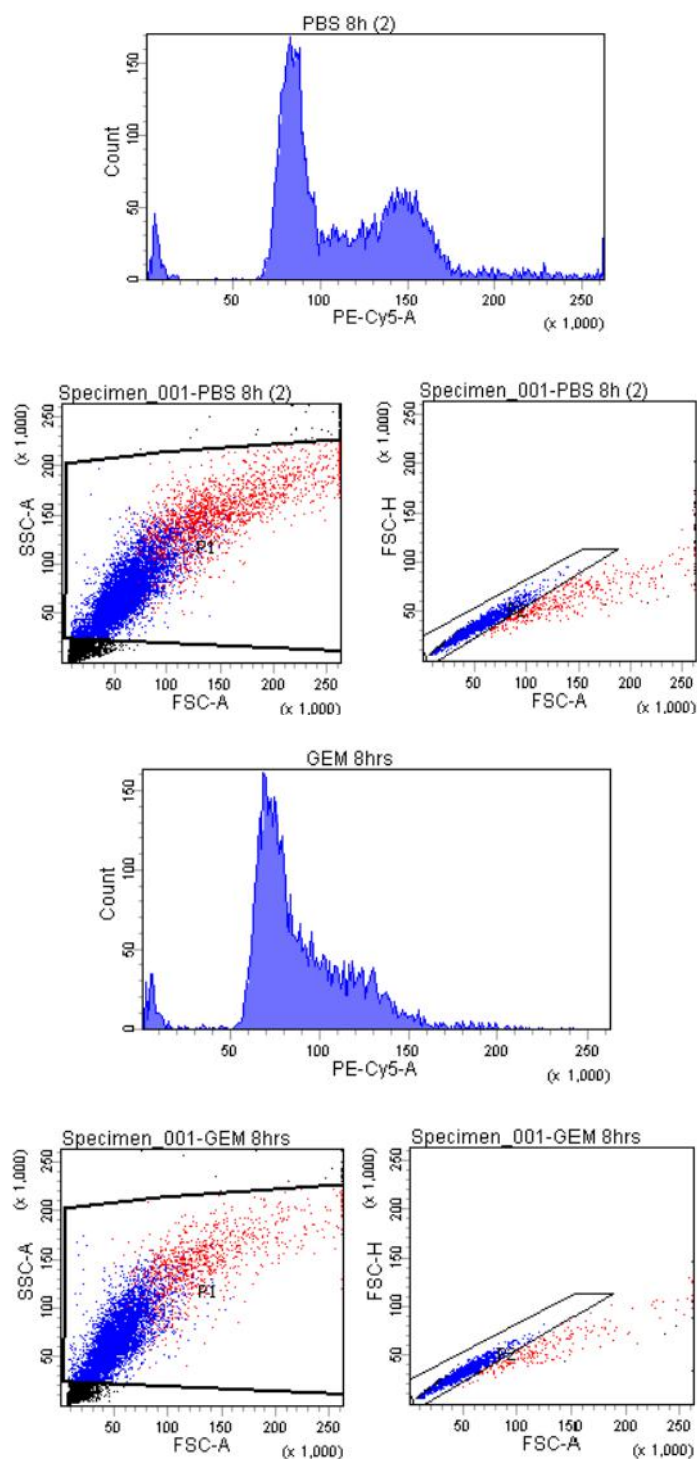 PBS 8h (2)
Count
0 50 100 150
50 100 150 200 250
PE-Cy5-A
(x 1,000)
Specimen_001-PBS 8h (2)
SSC-A
(x 1,000)
50 100 150 200 250
P1
50 100 150 200 250
FSC-A
(x 1,000)
Specimen_001-PBS 8h (2)
FSC-H
(x 1,000)
50 100 150 200 250
P2
50 100 150 200 250
FSC-A
(x 1,000)
GEM 8hrs
Count
0 50 100 150
50 100 150 200 250
PE-Cy5-A
(x 1,000)
Specimen_001-GEM 8hrs
SSC-A
(x 1,000)
50 100 150 200 250
P1
50 100 150 200 250
FSC-A
(x 1,000)
Specimen_001-GEM 8hrs
FSC-H
(x 1,000)
50 100 150 200 250
P2
50 100 150 200 250
FSC-A
(x 1,000)